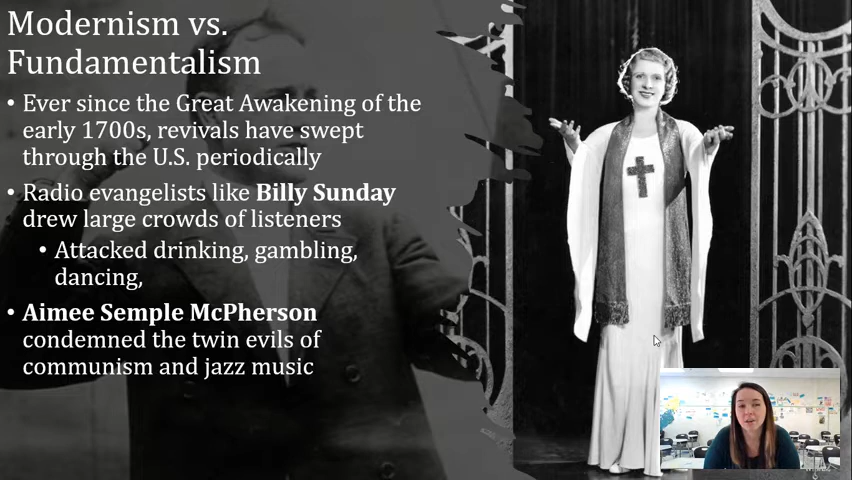 Modernism vs.
Fundamentalism
• Ever since the Great Awakening of the
early 1700s, revivals have swept
through the U.S. periodically
• Radio evangelists like Billy Sunday
drew large crowds of listeners
• Attacked drinking, gambling,
dancing,
• Aimee Semple McPherson
condemned the twin evils of
communism and jazz music